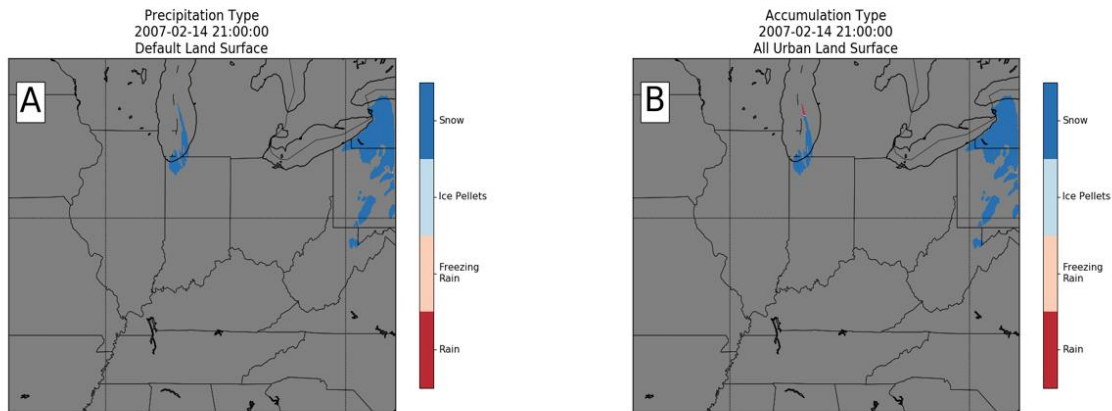 Precipitation Type
2007-02-14 21:00:00
Default Land Surface
A
Snow
Ice Pellets
Freezing
Rain
Rain
Accumulation Type
2007-02-14 21:00:00
All Urban Land Surface
B
Snow
Ice Pellets
Freezing
Rain
Rain